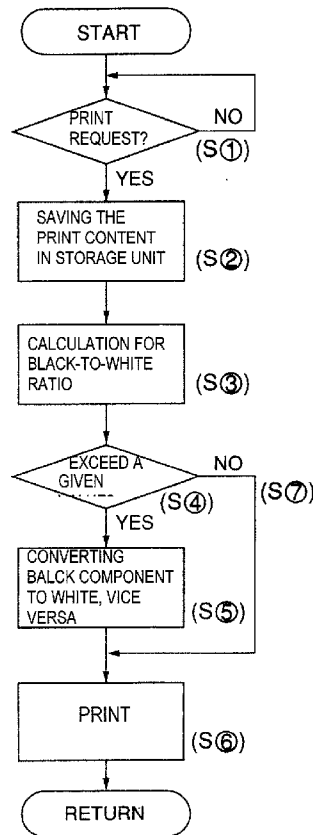 START
PRINT
REQUEST?
NO
(S①)
YES
SAVING THE
PRINT CONTENT
IN STORAGE UNIT
(S②)
CALCULATION FOR
BLACK-TO-WHITE
RATIO
(S③)
EXCEED A
GIVEN
NO
(S⑦)
(S④)
YES
CONVERTING
BALCK COMPONENT
TO WHITE, VICE
VERSA
(S⑤)
PRINT
(S⑥)
RETURN